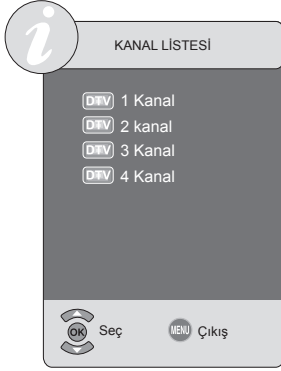 i
KANAL LİSTESİ
DTV 1 Kanal
DTV 2 kanal
DTV 3 Kanal
DTV 4 Kanal
OK Seç MENU Çıkış